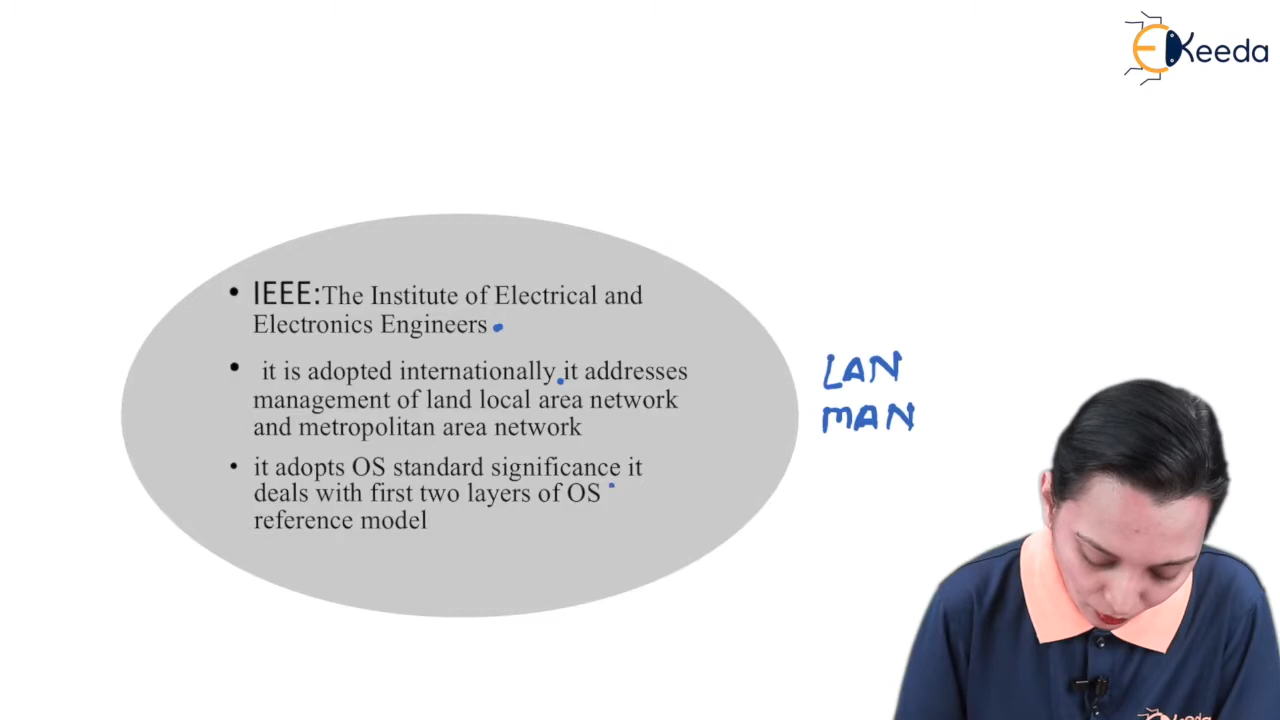 EKeeda
• IEEE:The Institute of Electrical and
Electronics Engineers
• it is adopted internally it addresses
management of land local area network
and metropolitan area network
• it adopts OS standard significance it
deals with first two layers of OS
reference model
LAN
MAN